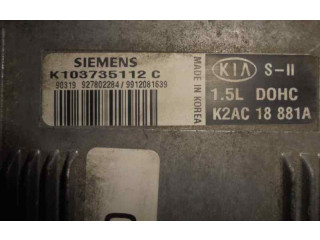 SIEMENS
K103735112 C
90319 927802284/9912081639
MADE IN KOREA
KIA S-II
1.5L DOHC
K2AC 18 881A